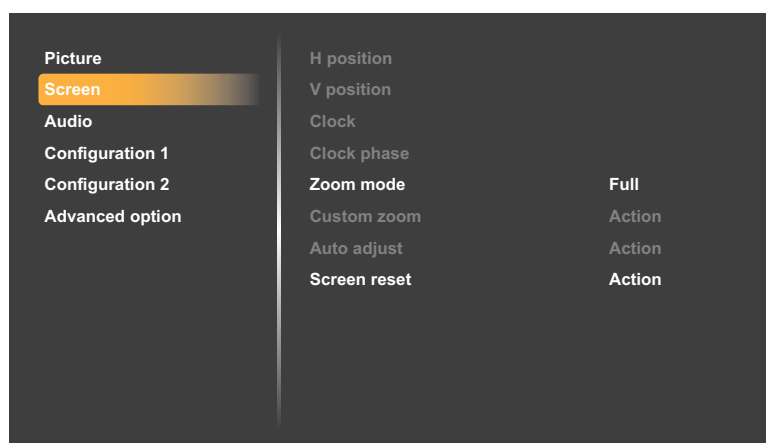 Picture
Screen
Audio
Configuration 1
Configuration 2
Advanced option
H position
V position
Clock
Clock phase
Zoom mode Full
Custom zoom Action
Auto adjust Action
Screen reset Action